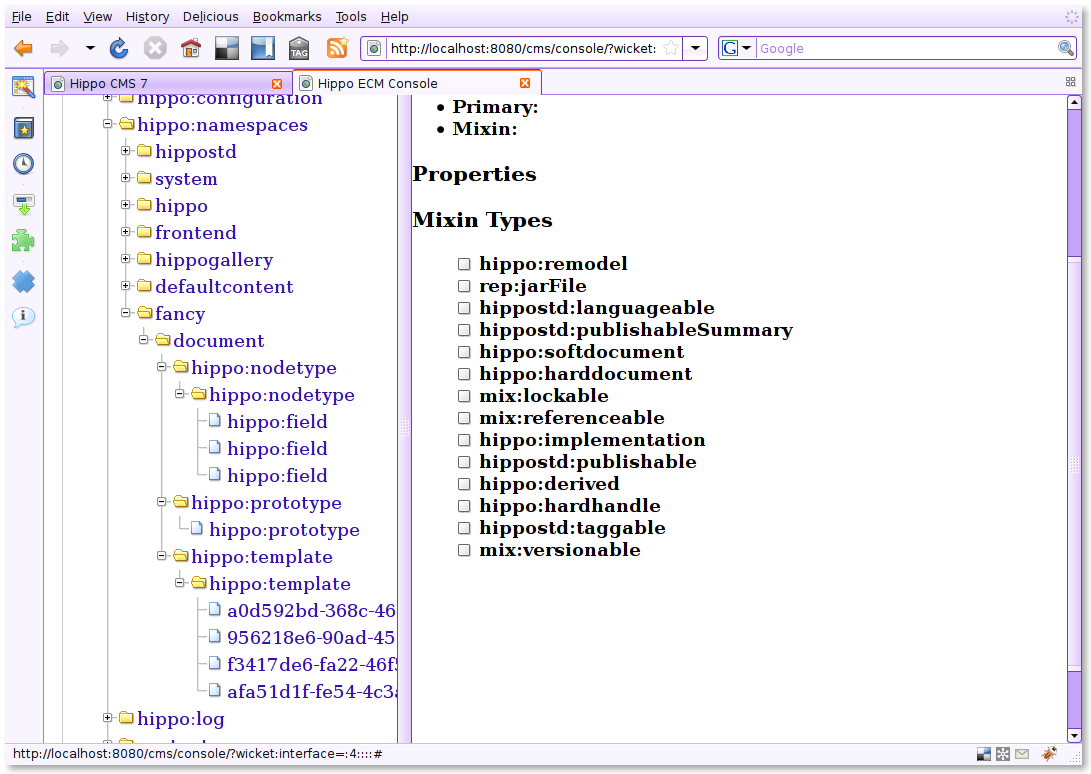 File Edit View History Delicious Bookmarks Tools Help
TAG http://localhost:8080/cms/console/?wicket: G Google
Hippo CMS 7 Hippo ECM Console
hippo:configuration
hippo:namespaces
hippostd
system
hippo
frontend
hippogallery
defaultcontent
fancy
document
hippo:nodetype
hippo:nodetype
hippo:field
hippo:field
hippo:field
hippo:prototype
hippo:prototype
hippo:template
hippo:template
a0d592bd-368c-46
956218e6-90ad-45
f3417de6-fa22-46f5
afa51d1f-fe54-4c3a
hippo:log
• Primary:
• Mixin:
Properties
Mixin Types
hippo:remodel
rep:jarFile
hippostd:languageable
hippostd:publishableSummary
hippo:softdocument
hippo:harddocument
mix:lockable
mix:referenceable
hippo:implementation
hippostd:publishable
hippo:derived
hippo:hardhandle
hippostd:taggable
mix:versionable
http://localhost:8080/cms/console/?wicket:interface=:4::::#